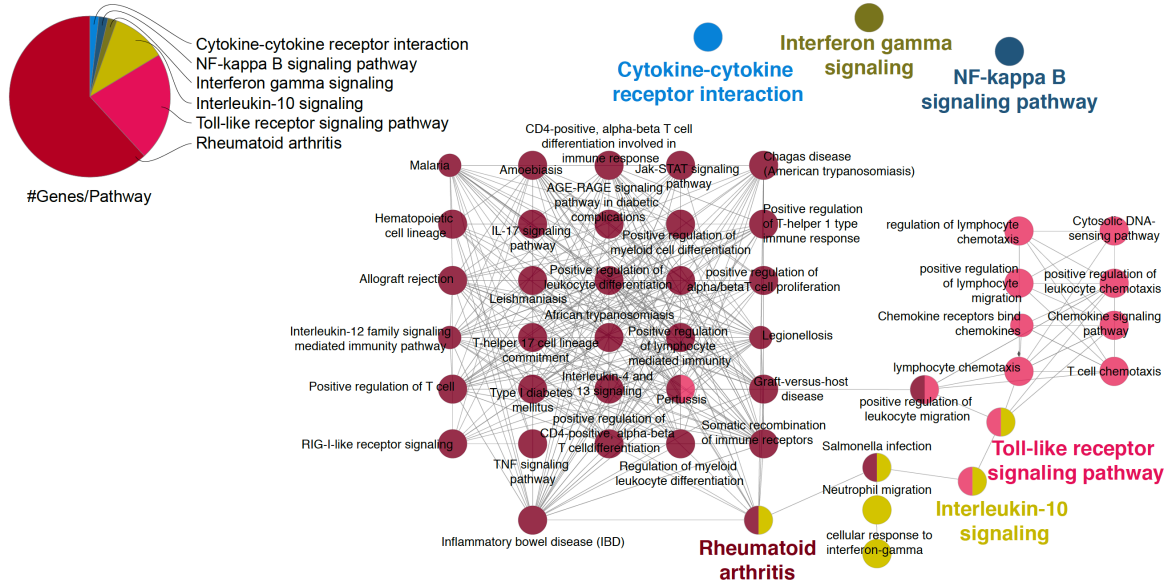 Cytokine-cytokine receptor interaction
NF-kappa B signaling pathway
Interferon gamma signaling
Interleukin-10 signaling
Toll-like receptor signaling pathway
Rheumatoid arthritis
#Genes/Pathway
Cytokine-cytokine
receptor interaction
Interferon gamma
signaling
NF-kappa B
signaling pathway
Malaria
Amoebiasis
CD4-positive, alpha-beta T cell
differentiation involved in
immune response
Jak-STAT signaling
pathway
Chagas disease
(American trypanosomiasis)
Hematopoietic
cell lineage
IL-17 signaling
pathway
AGE-RAGE signaling
pathway in diabetic
complications
Positive regulation of
myeloid cell differentiation
Positive regulation
of T-helper 1 type
immune response
Allograft rejection
Leishmaniasis
Positive regulation of
leukocyte differentiation
positive regulation of
alpha/betaT cell proliferation
Interleukin-12 family signaling
mediated immunity pathway
T-helper 17 cell lineage
commitment
African trypanosomiasis
Positive regulation
of lymphocyte
mediated immunity
Legionellosis
Positive regulation of T cell
Type I diabetes
mellitus
Interleukin-4 and
13 signaling
Pertussis
Graft-versus-host
disease
RIG-I-like receptor signaling
TNF signaling
pathway
positive regulation of
CD4-positive, alpha-beta
T celldifferentiation
Regulation of myeloid
leukocyte differentiation
Somatic recombination
of immune receptors
Inflammatory bowel disease (IBD)
Rheumatoid
arthritis
regulation of lymphocyte
chemotaxis
Cytosolic DNA-
sensing pathway
positive regulation
of lymphocyte
migration
positive regulation of
leukocyte chemotaxis
Chemokine receptors bind
chemokines
Chemokine signaling
pathway
lymphocyte chemotaxis
T cell chemotaxis
positive regulation of
leukocyte migration
Toll-like receptor
signaling pathway
Salmonella infection
Neutrophil migration
Interleukin-10
signaling
cellular response to
interferon-gamma